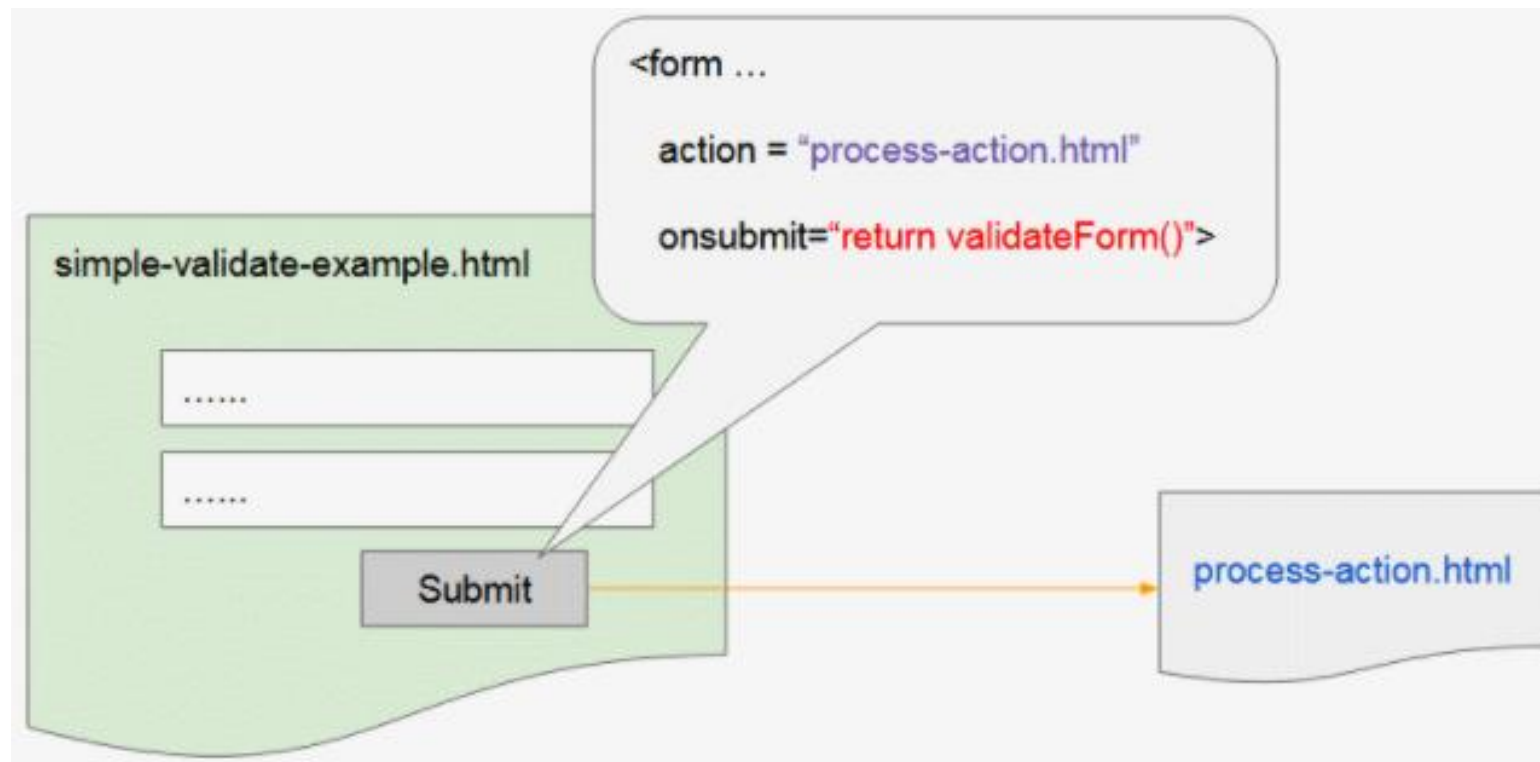 <form ...
action = “process-action.html”
onsubmit=“return validateForm()”>
simple-validate-example.html
......
......
Submit
process-action.html